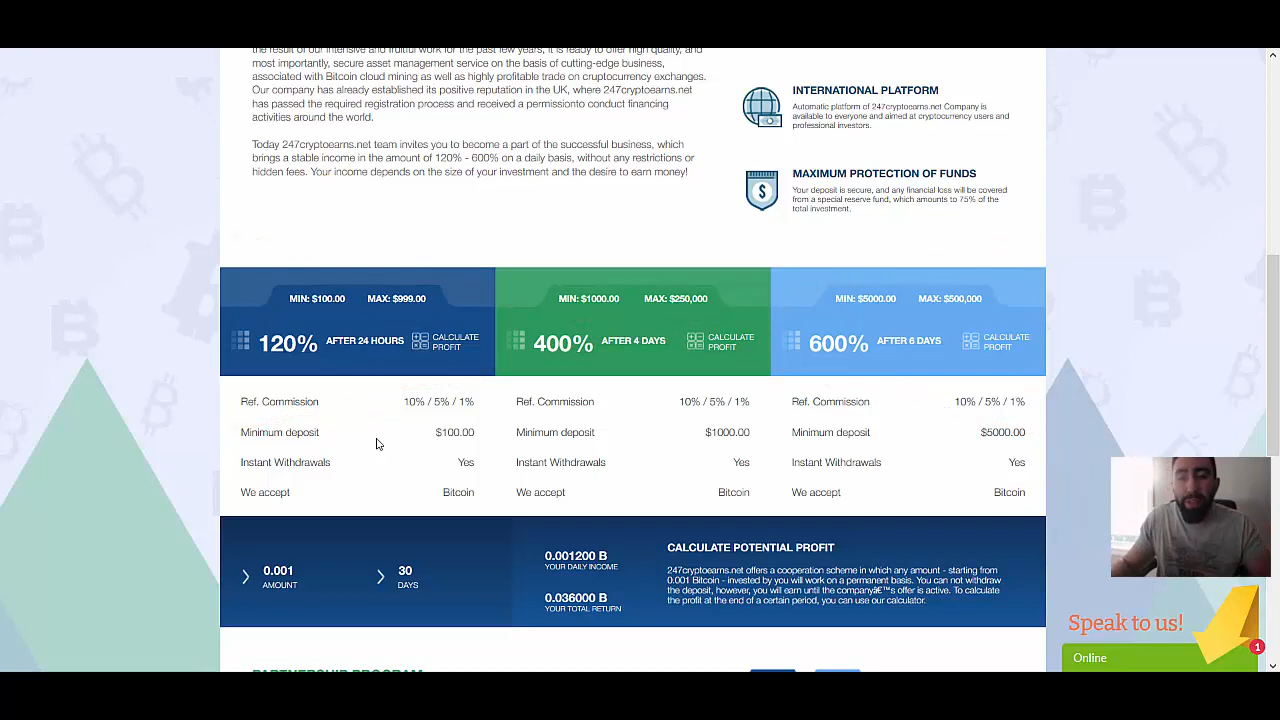 the result of our intensive and fruitful work for the past few years, it is ready to offer high quality, and
most importantly, secure asset management service on the basis of cutting-edge business,
associated with Bitcoin cloud mining as well as highly profitable trade on cruptocurrency exchanges.
Our company has already established its positive reputation in the UK, where 247cryptoearns.net
has passed the required registration process and received a permissionto conduct financing
activities around the world.
Today 247cryptoearns.net team invites you to become a part of the successful business, which
brings a stable income in the amount of 120% - 600% on a daily basis, without any restrictions or
hidden fees. Your income depends on the size of your investment and the desire to earn money!
INTERNATIONAL PLATFORM
Automatic platform of 247cryptoearns.net Company is
available to everyone and aimed at cryptocurrency users and
professional investors.
MAXIMUM PROTECTION OF FUNDS
Your deposit is secure, and any financial loss will be covered
from a special reserve fund, which amounts to 75% of the
total investment.
MIN: $100.00 MAX: $999.00
120% AFTER 24 HOURS CALCULATE
PROFIT
MIN: $1000.00 MAX: $250,000
400% AFTER 4 DAYS CALCULATE
PROFIT
MIN: $5000.00 MAX: $500,000
600% AFTER 6 DAYS CALCULATE
PROFIT
Ref. Commission 10% / 5% / 1%
Minimum deposit $100.00
Instant Withdrawals Yes
We accept Bitcoin
Ref. Commission 10% / 5% / 1%
Minimum deposit $1000.00
Instant Withdrawals Yes
We accept Bitcoin
Ref. Commission 10% / 5% / 1%
Minimum deposit $5000.00
Instant Withdrawals Yes
We accept Bitcoin
0.001
AMOUNT
30
DAYS
0.001200 B
YOUR DAILY INCOME
0.036000 B
YOUR TOTAL RETURN
CALCULATE POTENTIAL PROFIT
247cryptoearns.net offers a cooperation scheme in which any amount - starting from
0.001 Bitcoin - invested by you will work on a permanent basis. You can not withdraw
the deposit, however, you will earn until the companyâ€™s offer is active. To calculate
the profit at the end of a certain period, you can use our calculator.
PARTNERSHIP PROGRAM
Speak to us!
1
Online